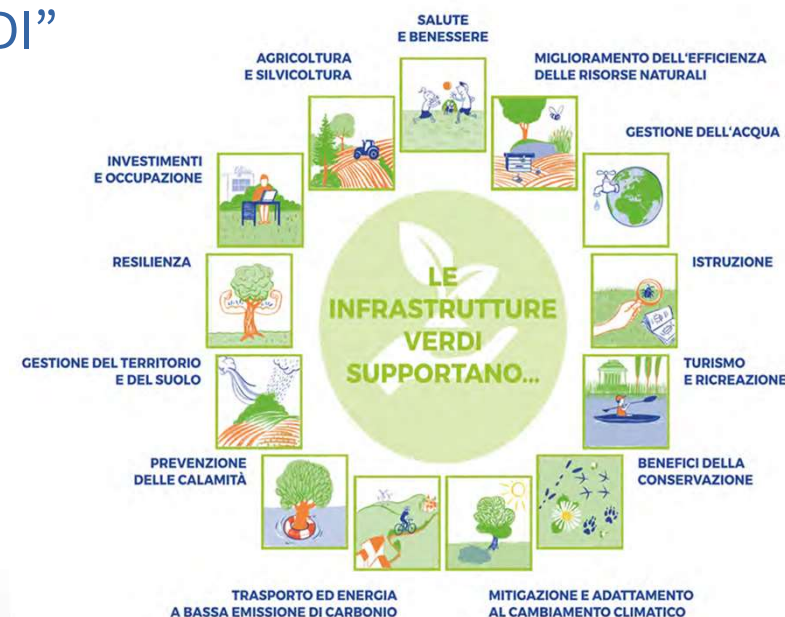 DI”
SALUTE
E BENESSERE
AGRICOLTURA
E SILVICOLTURA
MIGLIORAMENTO DELL'EFFICIENZA
DELLE RISORSE NATURALI
GESTIONE DELL'ACQUA
INVESTIMENTI
E OCCUPAZIONE
RESILIENZA
ISTRUZIONE
LE
INFRASTRUTTURE
VERDI
SUPPORTANO...
GESTIONE DEL TERRITORIO
E DEL SUOLO
TURISMO
E RICREAZIONE
PREVENZIONE
DELLE CALAMITÀ
BENEFICI DELLA
CONSERVAZIONE
TRASPORTO ED ENERGIA
A BASSA EMISSIONE DI CARBONIO
MITIGAZIONE E ADATTAMENTO
AL CAMBIAMENTO CLIMATICO